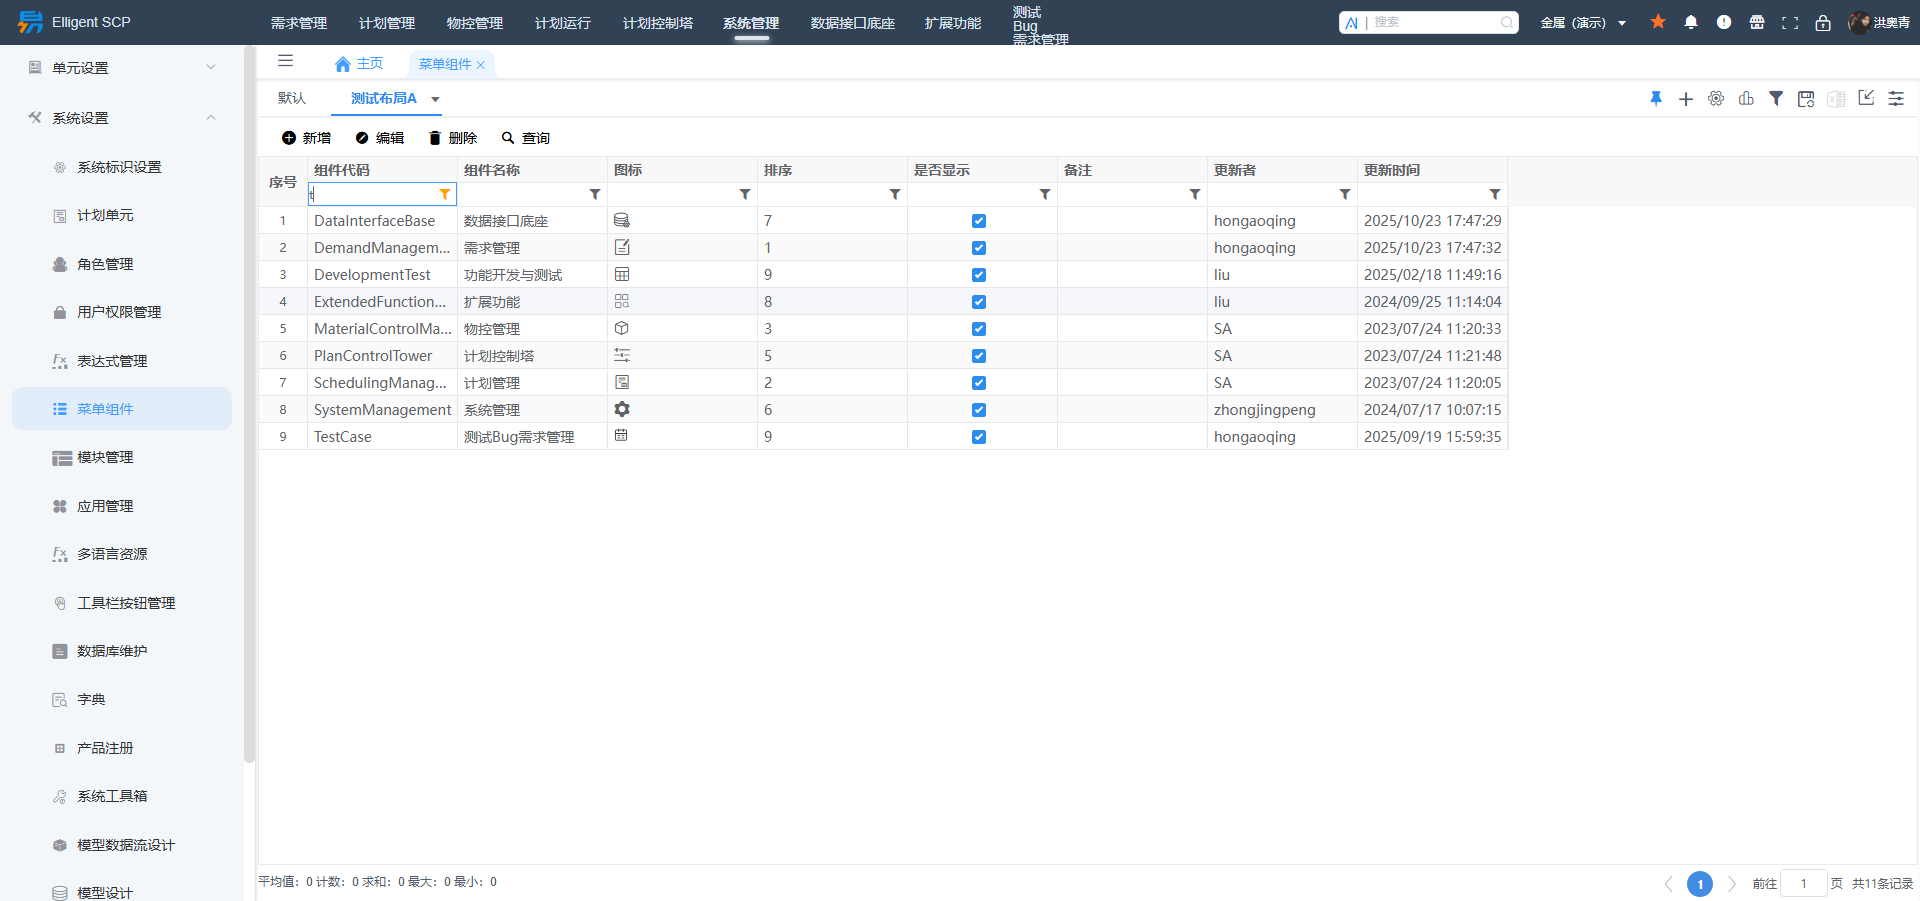 Elligent SCP
需求管理
计划管理
物控管理
计划运行
计划控制塔
系统管理
数据接口底座
扩展功能
测试
Bug
需求管理
AI | 搜索
金属（演示）
洪奥青
单元设置
系统设置
系统标识设置
计划单元
角色管理
用户权限管理
表达式管理
菜单组件
模块管理
应用管理
多语言资源
工具栏按钮管理
数据库维护
字典
产品注册
系统工具箱
模型数据流设计
模型设计
主页
菜单组件
默认
测试布局A
新增 编辑 删除 查询
序号 组件代码 组件名称 图标 排序 是否显示 备注 更新者 更新时间
t
1 DataInterfaceBase 数据接口底座 7 hongaoqing 2025/10/23 17:47:29
2 DemandManagem... 需求管理 1 hongaoqing 2025/10/23 17:47:32
3 DevelopmentTest 功能开发与测试 9 liu 2025/02/18 11:49:16
4 ExtendedFunction... 扩展功能 8 liu 2024/09/25 11:14:04
5 MaterialControlMa... 物控管理 3 SA 2023/07/24 11:20:33
6 PlanControlTower 计划控制塔 5 SA 2023/07/24 11:21:48
7 SchedulingManag... 计划管理 2 SA 2023/07/24 11:20:05
8 SystemManagement 系统管理 6 zhongjingpeng 2024/07/17 10:07:15
9 TestCase 测试Bug需求管理 9 hongaoqing 2025/09/19 15:59:35
平均值：0 计数：0 求和：0 最大：0 最小：0
1
前往 1 页 共11条记录